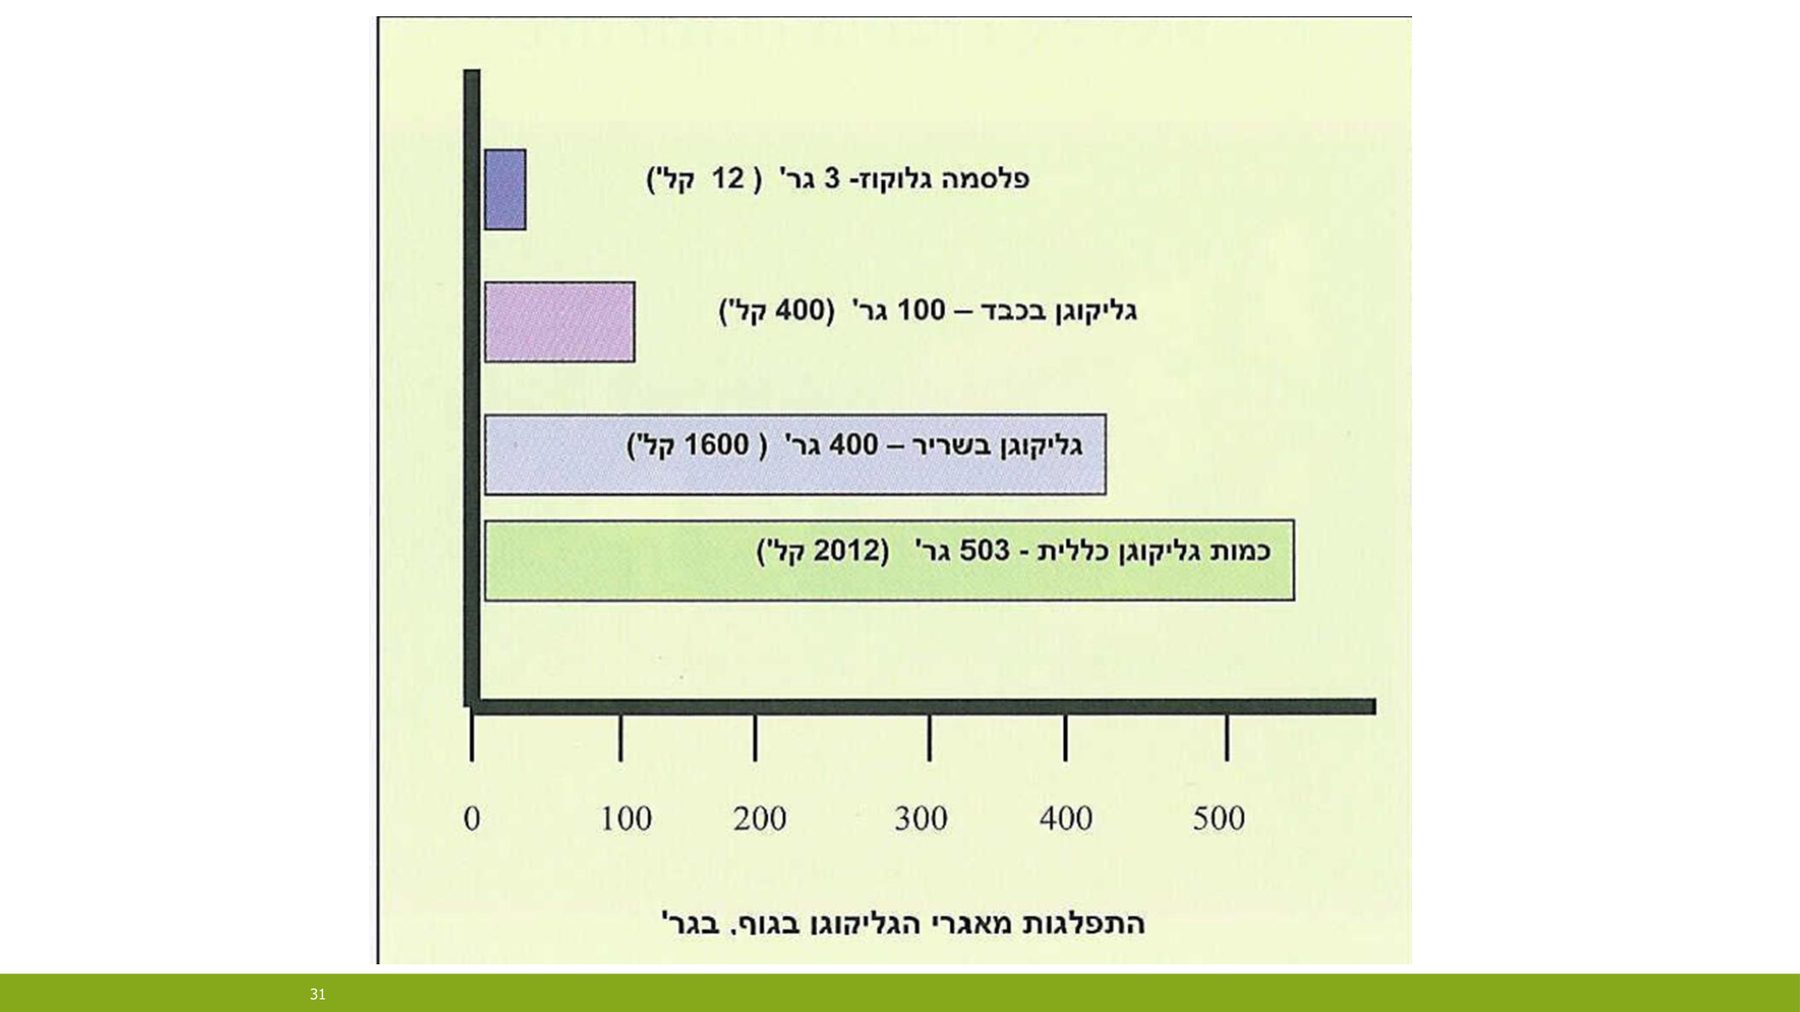 פלסמה גלוקוז- 3 גר' ( 12 קל')
גליקוגן בכבד – 100 גר' (400 קל')
גליקוגן בשריר – 400 גר' ( 1600 קל')
כמות גליקוגן כללית - 503 גר' (2012 קל')
0 100 200 300 400 500
התפלגות מאגרי הגליקוגן בגוף, בגר'
31